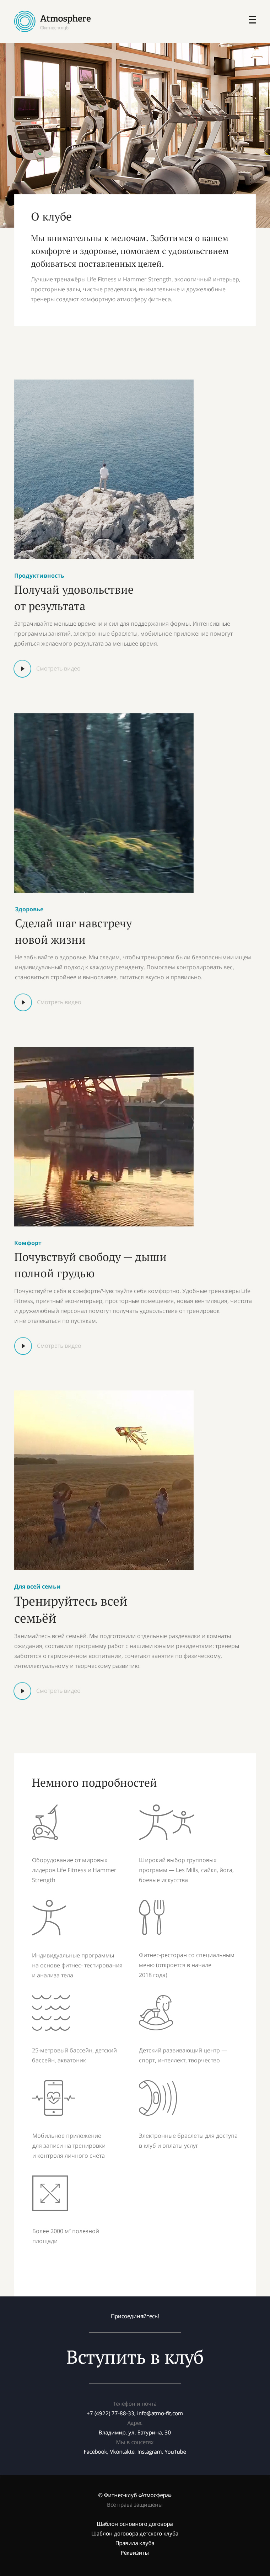 Atmosphere
Фитнес-клуб
О клубе
Мы внимательны к мелочам. Заботимся о вашем
комфорте и здоровье, помогаем с удовольствием
добиваться поставленных целей.
Лучшие тренажёры Life Fitness и Hammer Strength, экологичный интерьер,
просторные залы, чистые раздевалки, внимательные и дружелюбные
тренеры создают комфортную атмосферу фитнеса.
Продуктивность
Получай удовольствие
от результата
Затрачивайте меньше времени и сил для поддержания формы. Интенсивные
программы занятий, электронные браслеты, мобильное приложение помогут
добиться желаемого результата за меньшее время.
Смотреть видео
Здоровье
Сделай шаг навстречу
новой жизни
Не забывайте о здоровье. Мы следим, чтобы тренировки были безопасными ищем
индивидуальный подход к каждому резиденту. Помогаем контролировать вес,
становиться стройнее и выносливее, питаться вкусно и правильно.
Смотреть видео
Комфорт
Почувствуй свободу — дыши
полной грудью
Почувствуйте себя в комфортеЧувствуйте себя комфортно. Удобные тренажёры Life
Fitness, приятный эко-интерьер, просторные помещения, новая вентиляция, чистота
и дружелюбный персонал помогут получать удовольствие от тренировок
и не отвлекаться по пустякам.
Смотреть видео
Для всей семьи
Тренируйтесь всей
семьёй
Занимайтесь всей семьёй. Мы подготовили отдельные раздевалки и комнаты
ожидания, составили программу работ с нашими юными резидентами: тренеры
заботятся о гармоничном воспитании, сочетают занятия по физическому,
интеллектуальному и творческому развитию.
Смотреть видео
Немного подробностей
Оборудование от мировых
лидеров Life Fitness и Hammer
Strength
Широкий выбор групповых
программ — Les Mills, сайкл, йога,
боевые искусства
Индивидуальные программы
на основе фитнес- тестирования
и анализа тела
Фитнес-ресторан со специальным
меню (откроется в начале
2018 года)
25-метровый бассейн, детский
бассейн, акватоник
Детский развивающий центр —
спорт, интеллект, творчество
Мобильное приложение
для записи на тренировки
и контроля личного счёта
Электронные браслеты для доступа
в клуб и оплаты услуг
Более 2000 м² полезной
площади
Присоединяйтесь!
Вступить в клуб
Телефон и почта
+7 (4922) 77-88-33, info@atmo-fit.com
Адрес
Владимир, ул. Батурина, 30
Мы в соцсетях
Facebook, Vkontakte, Instagram, YouTube
© Фитнес-клуб «Атмосфера»
Все права защищены
Шаблон основного договора
Шаблон договора детского клуба
Правила клуба
Реквизиты